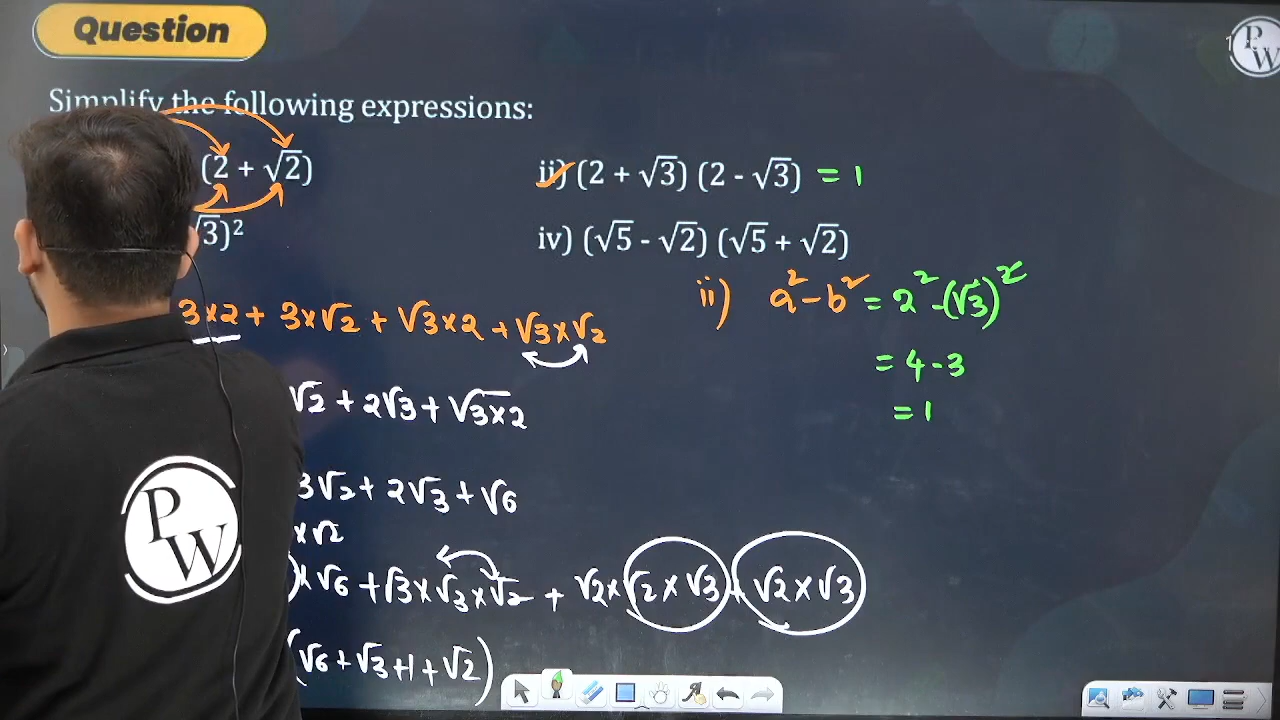 Question
PW
Simplify the following expressions:
(2 + √2)
ii) (2 + √3) (2 - √3) = 1
√3)²
iv) (√5 - √2) (√5 + √2)
ii) a² - b² = 2² - (√3)²
= 4 - 3
= 1
3×2 + 3×√2 + √3×2 + √3×√2
√2 + 2√3 + √3×2
3√2 + 2√3 + √6
×√2
)×√6 + √3×√3×√2 + √2×√2×√3 + √2×√3
(√6 + √3 + 1 + √2)
PW